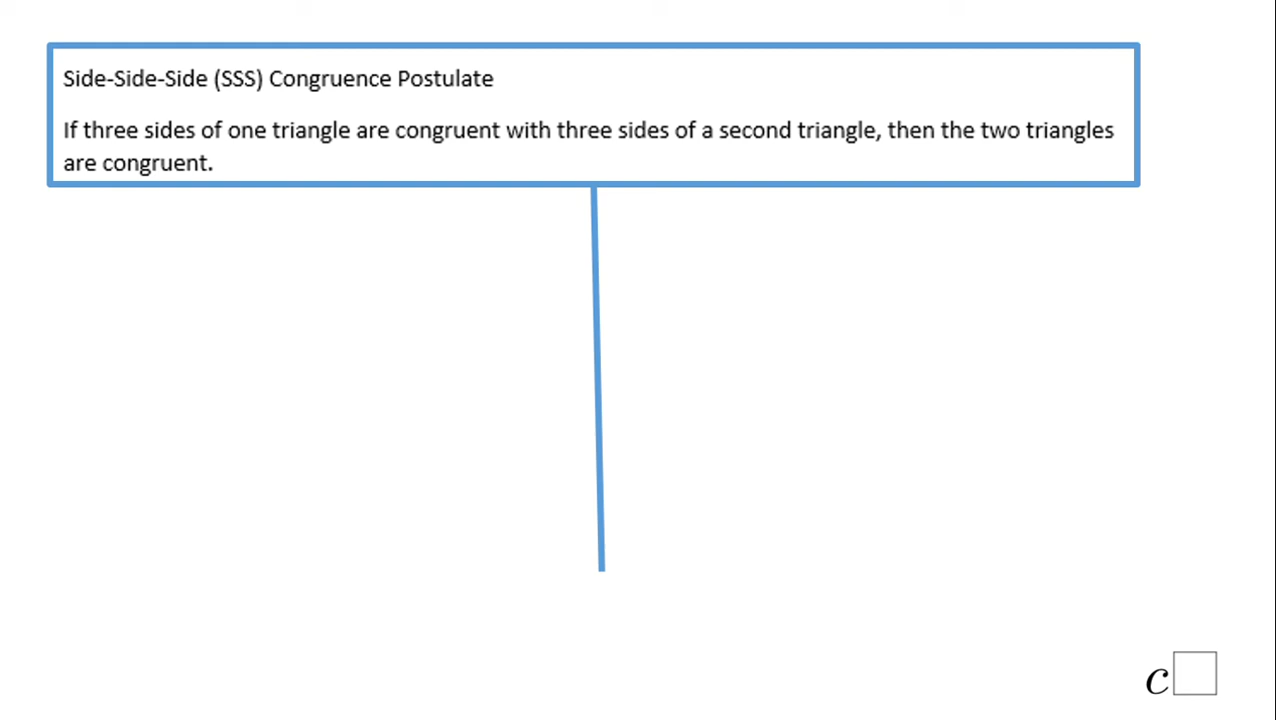 Side-Side-Side (SSS) Congruence Postulate
If three sides of one triangle are congruent with three sides of a second triangle, then the two triangles
are congruent.
c